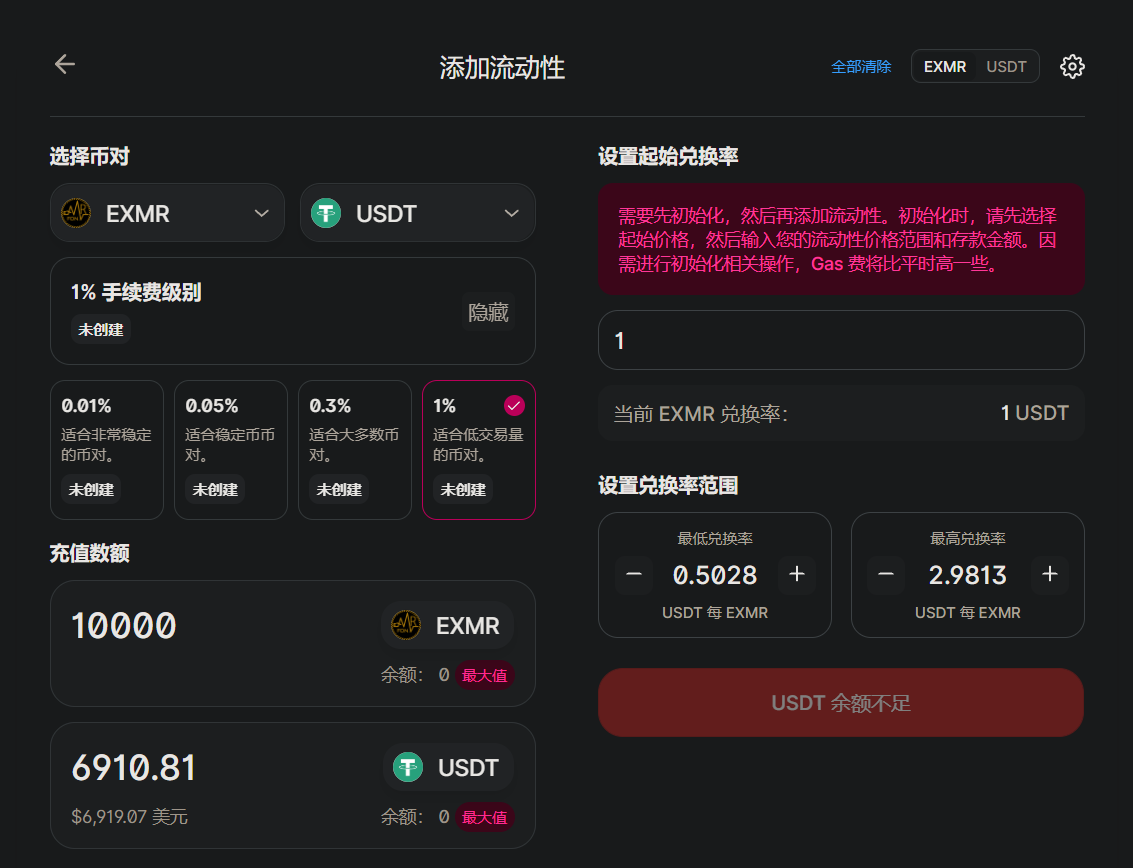 添加流动性
全部清除
EXMR USDT
选择币对
EXMR
USDT
1% 手续费级别
未创建
隐藏
0.01%
适合非常稳定
的币对。
未创建
0.05%
适合稳定币币
对。
未创建
0.3%
适合大多数币
对。
未创建
1%
适合低交易量
的币对。
未创建
充值数额
10000
EXMR
余额： 0 最大值
6910.81
USDT
$6,919.07 美元
余额： 0 最大值
设置起始兑换率
需要先初始化，然后再添加流动性。初始化时，请先选择
起始价格，然后输入您的流动性价格范围和存款金额。因
需进行初始化相关操作，Gas 费将比平时高一些。
1
当前 EXMR 兑换率：
1 USDT
设置兑换率范围
最低兑换率
0.5028
USDT 每 EXMR
最高兑换率
2.9813
USDT 每 EXMR
USDT 余额不足